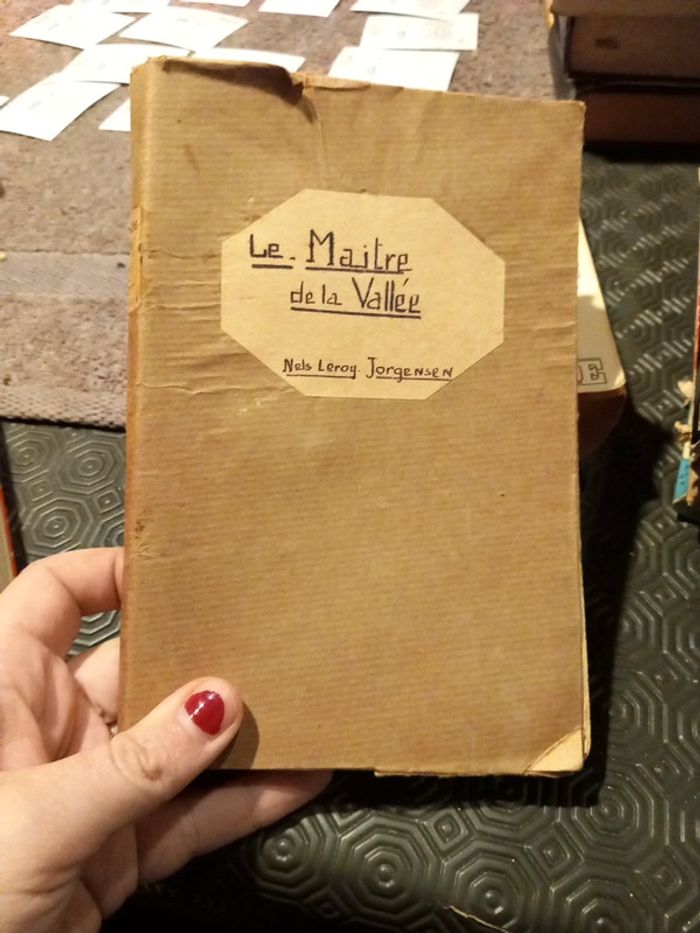 Le. Maitre
de la Vallée
Nels Leroy. Jorgensen